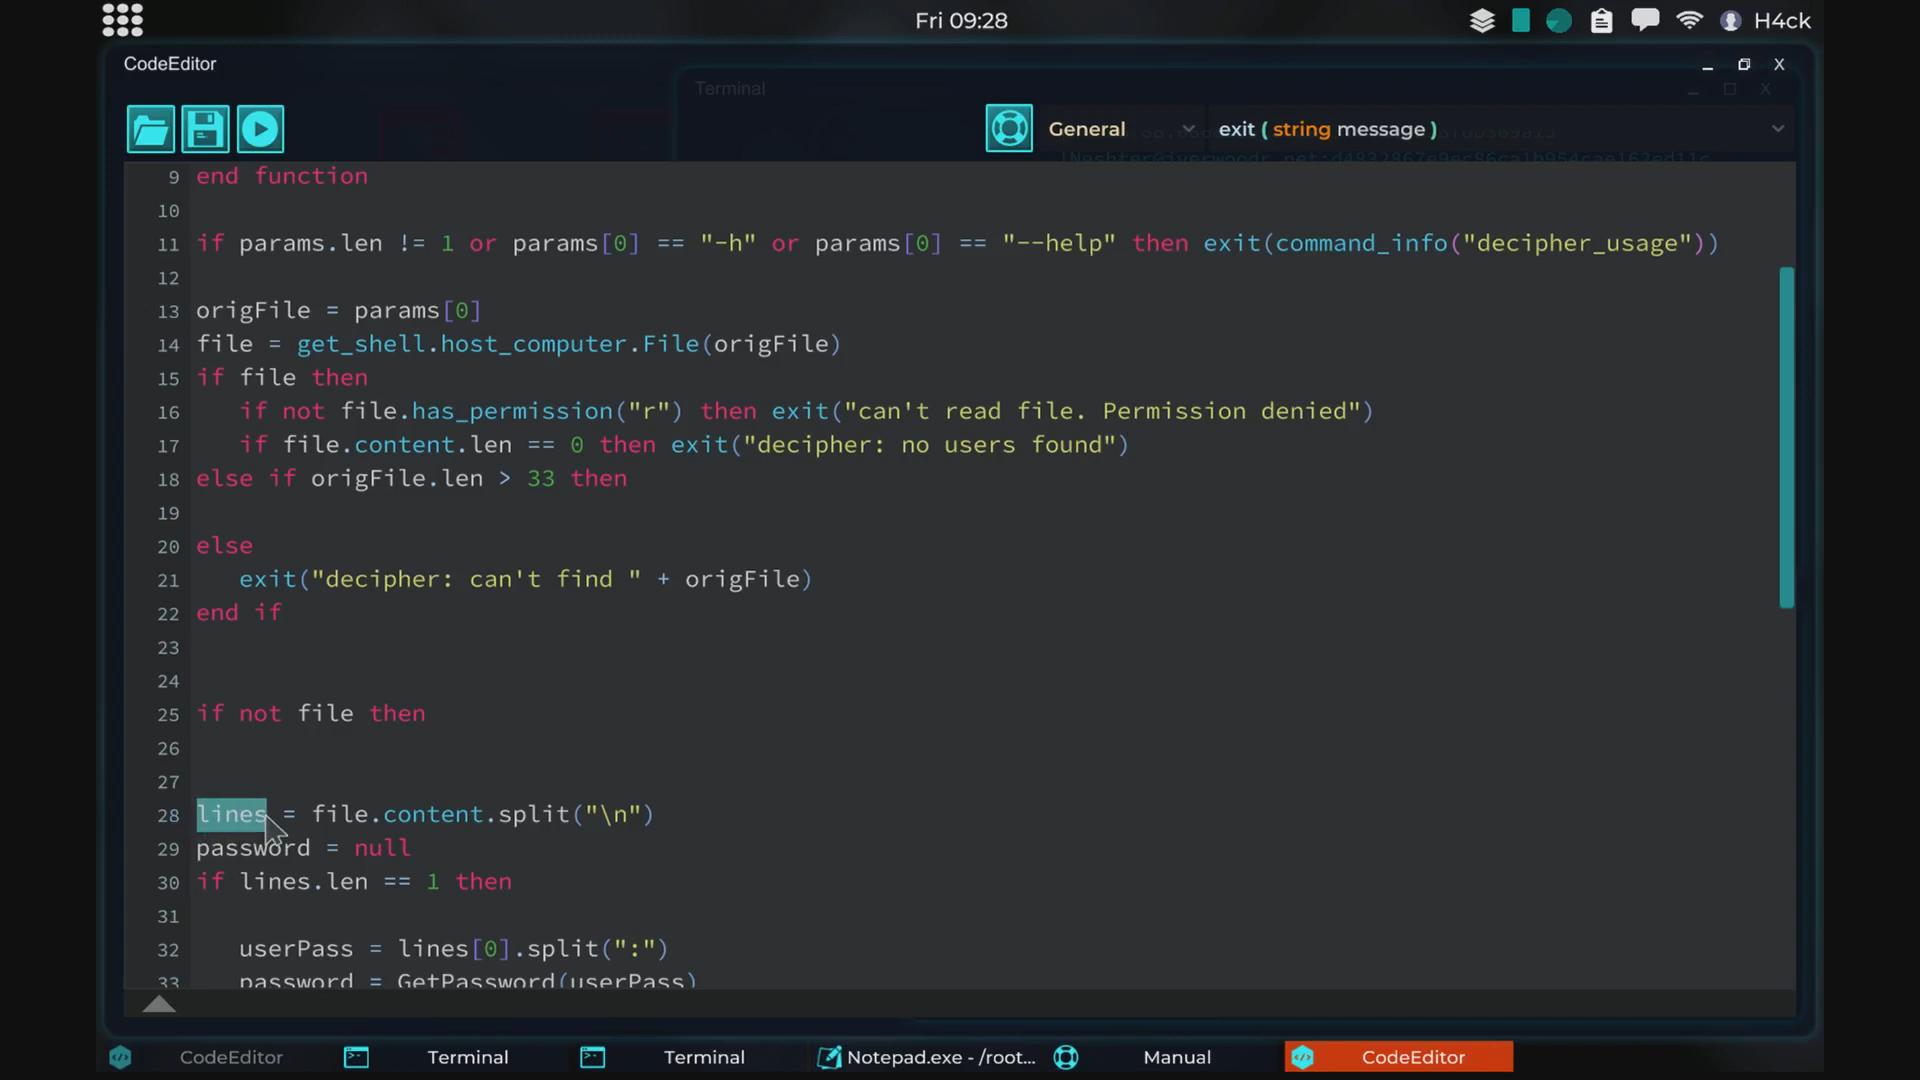 Fri 09:28
H4ck
CodeEditor
Terminal
General
exit ( string message )
9 end function
10
11 if params.len != 1 or params[0] == "-h" or params[0] == "--help" then exit(command_info("decipher_usage"))
12
13 origFile = params[0]
14 file = get_shell.host_computer.File(origFile)
15 if file then
16 if not file.has_permission("r") then exit("can't read file. Permission denied")
17 if file.content.len == 0 then exit("decipher: no users found")
18 else if origFile.len > 33 then
19
20 else
21 exit("decipher: can't find " + origFile)
22 end if
23
24
25 if not file then
26
27
28 lines = file.content.split("\n")
29 password = null
30 if lines.len == 1 then
31
32 userPass = lines[0].split(":")
33 password = GetPassword(userPass)
CodeEditor
Terminal
Terminal
Notepad.exe - /root...
Manual
CodeEditor